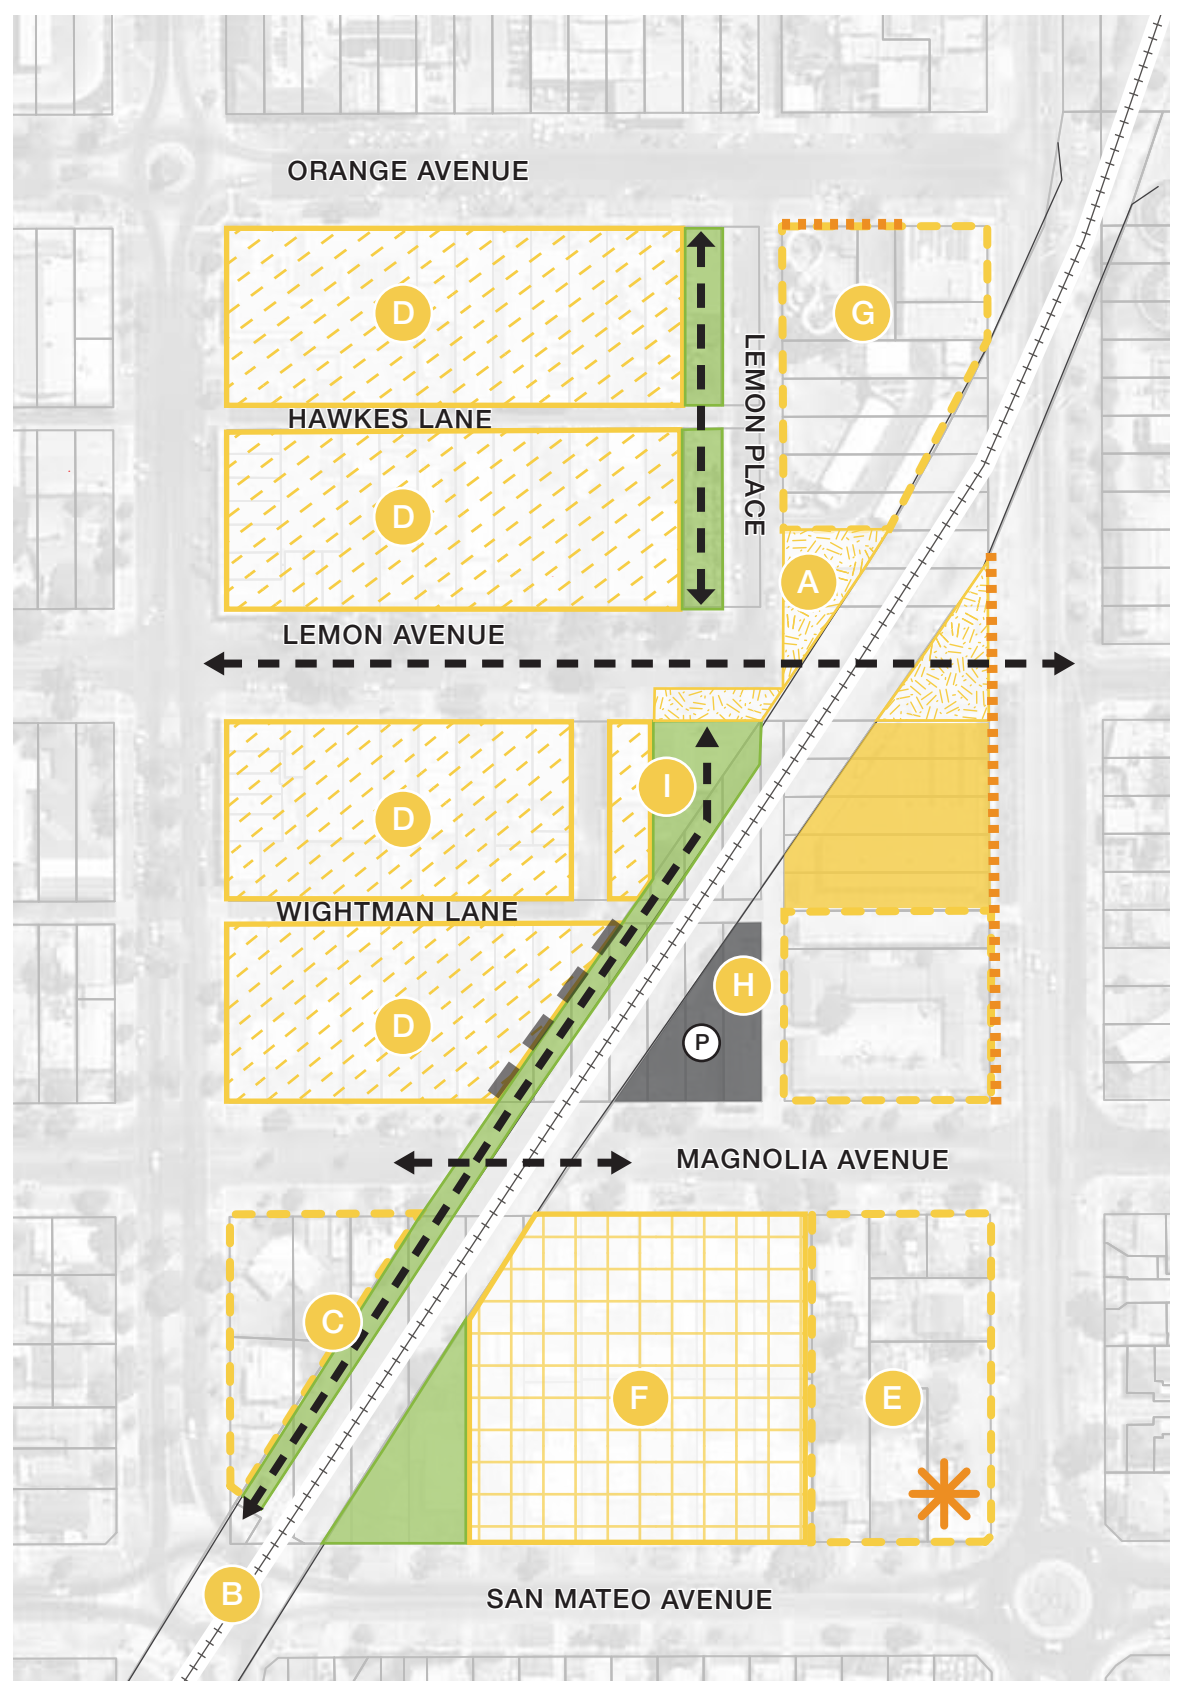 ORANGE AVENUE
G
D
HAWKES LANE
LEMON PLACE
D
A
LEMON AVENUE
I
D
WIGHTMAN LANE
H
D
P
MAGNOLIA AVENUE
C
F
E
B
SAN MATEO AVENUE